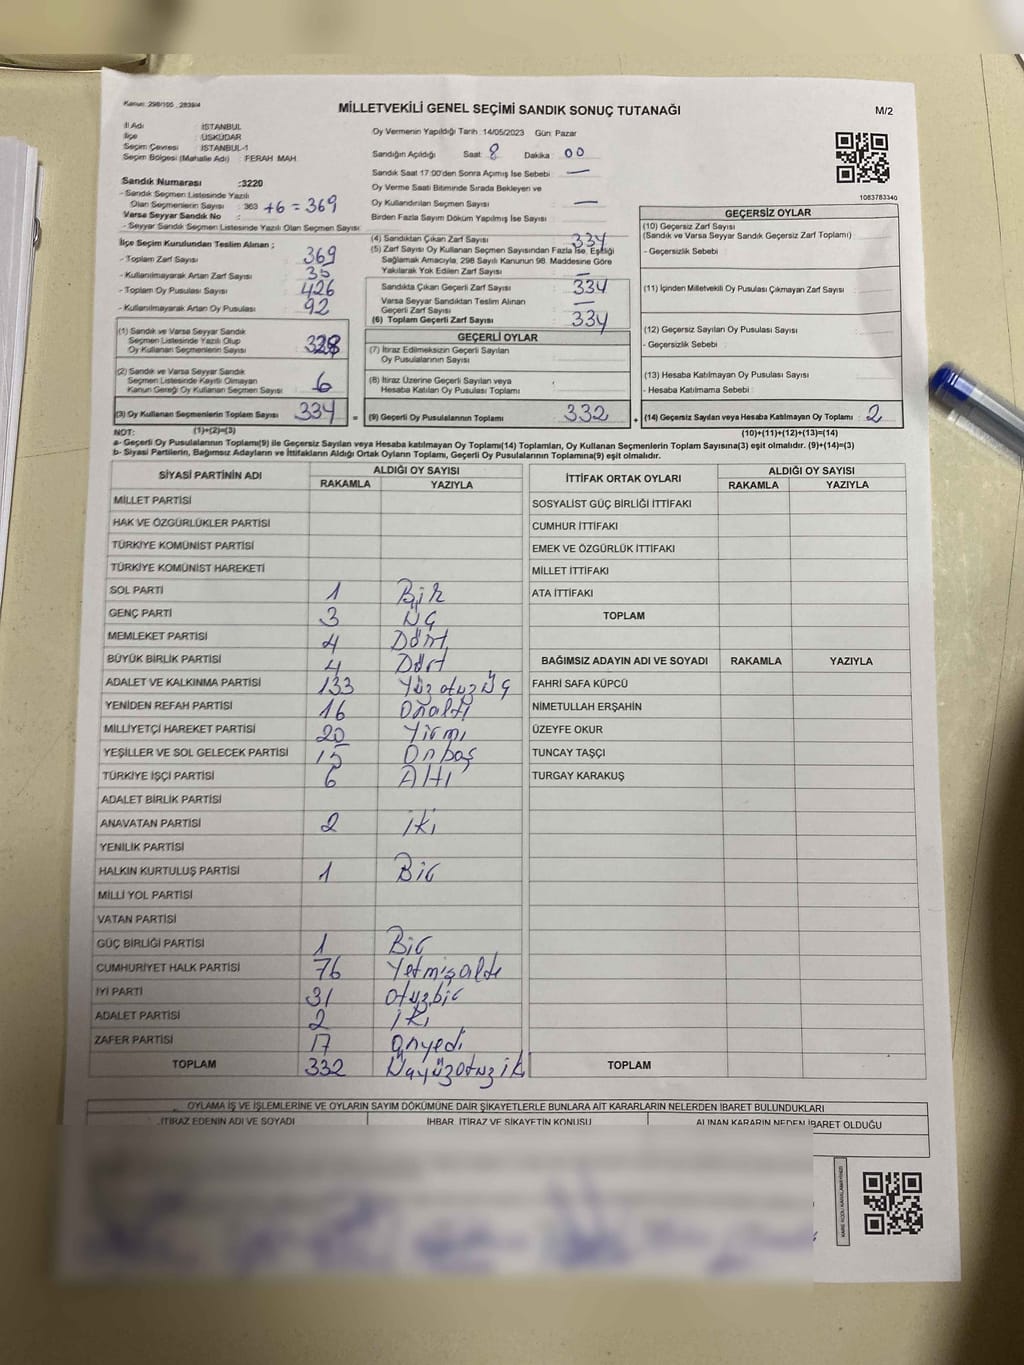 Kanun: 298/105 _2839/4
MİLLETVEKİLİ GENEL SEÇİMİ SANDIK SONUÇ TUTANAĞI
M/2
İl Adı : İSTANBUL
İlçe : ÜSKÜDAR
Seçim Çevresi : İSTANBUL-1
Seçim Bölgesi (Mahalle Adı) : FERAH MAH.
Sandık Numarası :3220
- Sandık Seçmen Listesinde Yazılı
Olan Seçmenlerin Sayısı : 363 +6 = 369
Varsa Seyyar Sandık No :
- Seyyar Sandık Seçmen Listesinde Yazılı Olan Seçmen Sayısı :
Oy Vermenin Yapıldığı Tarih :14/05/2023 Gün: Pazar
Sandığın Açıldığı Saat: 8 Dakika : 00
Sandık Saat 17:00'den Sonra Açımış İse Sebebi : —
Oy Verme Saati Bitiminde Sırada Bekleyen ve
Oy Kullandırılan Seçmen Sayısı : —
Birden Fazla Sayım Döküm Yapılmış İse Sayısı :
1083783340
İlçe Seçim Kurulundan Teslim Alınan ;
- Toplam Zarf Sayısı : 369
- Kullanılmayarak Artan Zarf Sayısı : 35
- Toplam Oy Pusulası Sayısı : 426
- Kullanılmayarak Artan Oy Pusulası : 92
(1) Sandık ve Varsa Seyyar Sandık
Seçmen Listesinde Yazılı Olup
Oy Kullanan Seçmenlerin Sayısı : 328
(2) Sandık ve Varsa Seyyar Sandık
Seçmen Listesinde Kayıtlı Olmayan
Kanun Gereği Oy Kullanan Seçmen Sayısı : 6
(3) Oy Kullanan Seçmenlerin Toplam Sayısı : 334 =
(4) Sandıktan Çıkan Zarf Sayısı : 334
(5) Zarf Sayısı Oy Kullanan Seçmen Sayısından Fazla İse, Eşitliği
Sağlamak Amacıyla; 298 Sayılı Kanunun 98. Maddesine Göre
Yakılarak Yok Edilen Zarf Sayısı : —
Sandıkta Çıkan Geçerli Zarf Sayısı : 334
Varsa Seyyar Sandıktan Teslim Alınan
Geçerli Zarf Sayısı : —
(6) Toplam Geçerli Zarf Sayısı : 334
GEÇERLİ OYLAR
(7) İtiraz Edilmeksizin Geçerli Sayılan
Oy Pusulalarının Sayısı :
(8) İtiraz Üzerine Geçerli Sayılan veya
Hesaba Katılan Oy Pusulası Toplamı :
(9) Geçerli Oy Pusulalarının Toplamı : 332 +
GEÇERSİZ OYLAR
(10) Geçersiz Zarf Sayısı
(Sandık ve Varsa Seyyar Sandık Geçersiz Zarf Toplamı) :
- Geçersizlik Sebebi :
(11) İçinden Milletvekili Oy Pusulası Çıkmayan Zarf Sayısı :
(12) Geçersiz Sayılan Oy Pusulası Sayısı :
- Geçersizlik Sebebi :
(13) Hesaba Katılmayan Oy Sayısı :
- Hesaba Katılmama Sebebi :
(14) Geçersiz Sayılan veya Hesaba Katılmayan Oy Toplamı : 2
NOT: (1)+(2)=(3) (10)+(11)+(12)+(13)=(14)
a- Geçerli Oy Pusulalarının Toplamı(9) ile Geçersiz Sayılan veya Hesaba katılmayan Oy Toplamı(14) Toplamları, Oy Kullanan Seçmenlerin Toplam Sayısına(3) eşit olmalıdır. (9)+(14)=(3)
b- Siyasi Partilerin, Bağımsız Adayların ve İttifakların Aldığı Ortak Oyların Toplamı, Geçerli Oy Pusulalarının Toplamına(9) eşit olmalıdır.
SİYASİ PARTİNİN ADI ALDIĞI OY SAYISI
RAKAMLA YAZIYLA
MİLLET PARTİSİ
HAK VE ÖZGÜRLÜKLER PARTİSİ
TÜRKİYE KOMÜNİST PARTİSİ
TÜRKİYE KOMÜNİST HAREKETİ
SOL PARTİ 1 Bir
GENÇ PARTİ 3 Üç
MEMLEKET PARTİSİ 4 Dört
BÜYÜK BİRLİK PARTİSİ 4 Dört
ADALET VE KALKINMA PARTİSİ 133 Yüzotuz üç
YENİDEN REFAH PARTİSİ 16 Onaltı
MİLLİYETÇİ HAREKET PARTİSİ 20 Yirmi
YEŞİLLER VE SOL GELECEK PARTİSİ 15 Onbaş
TÜRKİYE İŞÇİ PARTİSİ 6 Altı
ADALET BİRLİK PARTİSİ
ANAVATAN PARTİSİ 2 iki
YENİLİK PARTİSİ
HALKIN KURTULUŞ PARTİSİ 1 Bir
MİLLİ YOL PARTİSİ
VATAN PARTİSİ
GÜÇ BİRLİĞİ PARTİSİ 1 Bir
CUMHURİYET HALK PARTİSİ 76 Yetmişaltı
İYİ PARTİ 31 otuzbir
ADALET PARTİSİ 2 iki
ZAFER PARTİSİ 17 onyedi
TOPLAM 332 üçyüzotuz iki
İTTİFAK ORTAK OYLARI ALDIĞI OY SAYISI
RAKAMLA YAZIYLA
SOSYALİST GÜÇ BİRLİĞİ İTTİFAKI
CUMHUR İTTİFAKI
EMEK VE ÖZGÜRLÜK İTTİFAKI
MİLLET İTTİFAKI
ATA İTTİFAKI
TOPLAM
BAĞIMSIZ ADAYIN ADI VE SOYADI RAKAMLA YAZIYLA
FAHRİ SAFA KÜPCÜ
NİMETULLAH ERŞAHİN
ÜZEYFE OKUR
TUNCAY TAŞÇI
TURGAY KARAKUŞ
TOPLAM
OYLAMA İŞ VE İŞLEMLERİNE VE OYLARIN SAYIM DÖKÜMÜNE DAİR ŞİKAYETLERLE BUNLARA AİT KARARLARIN NELERDEN İBARET BULUNDUKLARI
İTİRAZ EDENİN ADI VE SOYADI İHBAR, İTİRAZ VE ŞİKAYETİN KONUSU ALINAN KARARIN NEDEN İBARET OLDUĞU
KARE KODU KARALAMAYINIZ!